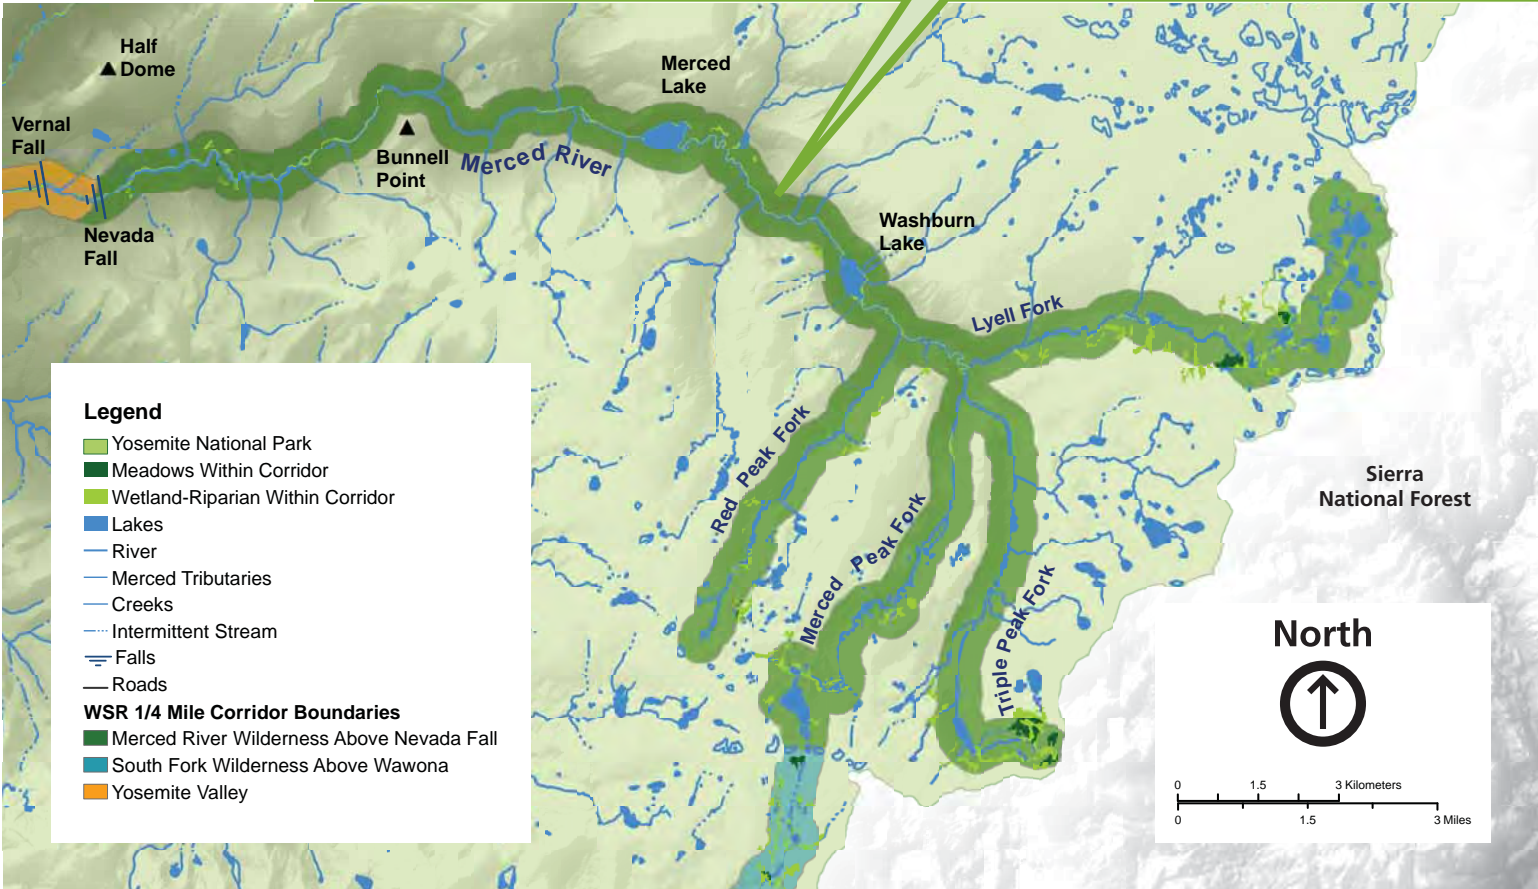 Half
Dome
Vernal
Fall
Nevada
Fall
Bunnell
Point
Merced River
Merced
Lake
Washburn
Lake
Lyell Fork
Red Peak Fork
Merced Peak Fork
Triple Peak Fork
Sierra
National Forest
Legend
Yosemite National Park
Meadows Within Corridor
Wetland-Riparian Within Corridor
Lakes
River
Merced Tributaries
Creeks
Intermittent Stream
Falls
Roads
WSR 1/4 Mile Corridor Boundaries
Merced River Wilderness Above Nevada Fall
South Fork Wilderness Above Wawona
Yosemite Valley
North
0 1.5 3 Kilometers
0 1.5 3 Miles